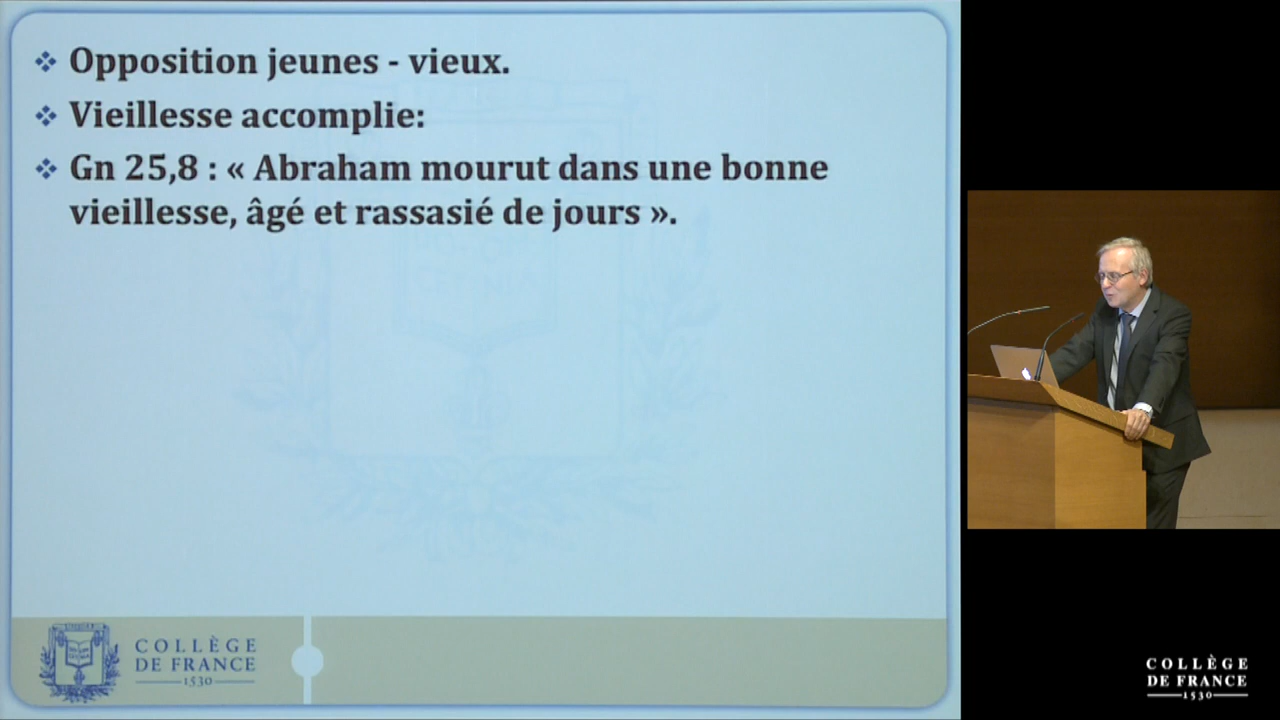 Opposition jeunes - vieux.
Vieillesse accomplie:
Gn 25,8 : « Abraham mourut dans une bonne
vieillesse, âgé et rassasié de jours ».
COLLÈGE
DE FRANCE
1530
COLLÈGE
DE FRANCE
1530